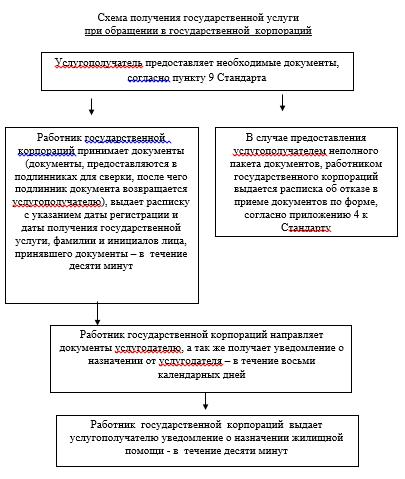 Схема получения государственной услуги
при обращении в государственной корпораций
Услугополучатель предоставляет необходимые документы,
согласно пункту 9 Стандарта
Работник государственной
корпораций принимает документы
(документы, предоставляются в
подлинниках для сверки, после чего
подлинник документа возвращается
услугополучателю), выдает расписку
с указанием даты регистрации и
даты получения государственной
услуги, фамилии и инициалов лица,
принявшего документы – в течение
десяти минут
В случае предоставления
услугополучателем неполного
пакета документов, работником
государственного корпораций
выдается расписка об отказе в
приеме документов по форме,
согласно приложению 4 к
Стандарту
Работник государственной корпораций направляет
документы услугодателю, а так же получает уведомление о
назначении от услугодателя – в течение восьми
календарных дней
Работник государственной корпораций выдает
услугополучателю уведомление о назначении жилищной
помощи - в течение десяти минут